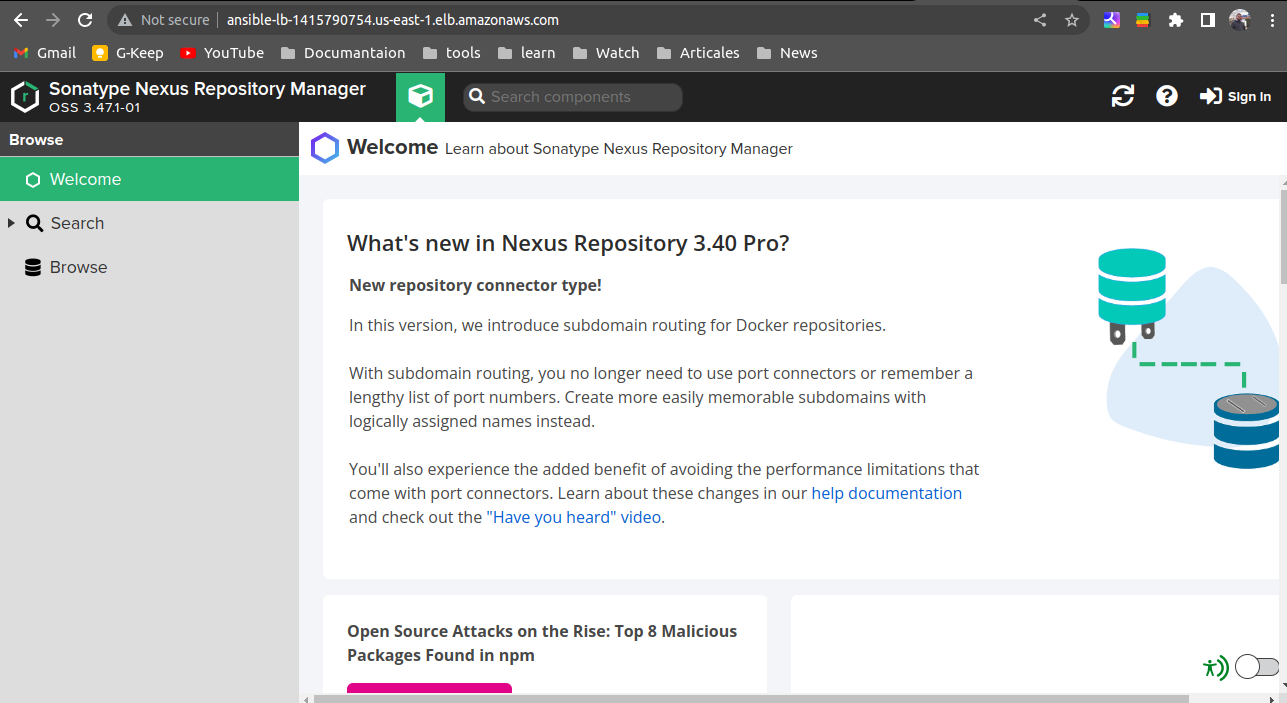 Not secure ansible-lb-1415790754.us-east-1.elb.amazonaws.com
Gmail G-Keep YouTube Documantaion tools learn Watch Articales News
Sonatype Nexus Repository Manager
OSS 3.47.1-01
Search components
Sign In
Browse
Welcome
Search
Browse
Welcome Learn about Sonatype Nexus Repository Manager
What's new in Nexus Repository 3.40 Pro?
New repository connector type!
In this version, we introduce subdomain routing for Docker repositories.
With subdomain routing, you no longer need to use port connectors or remember a
lengthy list of port numbers. Create more easily memorable subdomains with
logically assigned names instead.
You'll also experience the added benefit of avoiding the performance limitations that
come with port connectors. Learn about these changes in our help documentation
and check out the "Have you heard" video.
Open Source Attacks on the Rise: Top 8 Malicious
Packages Found in npm